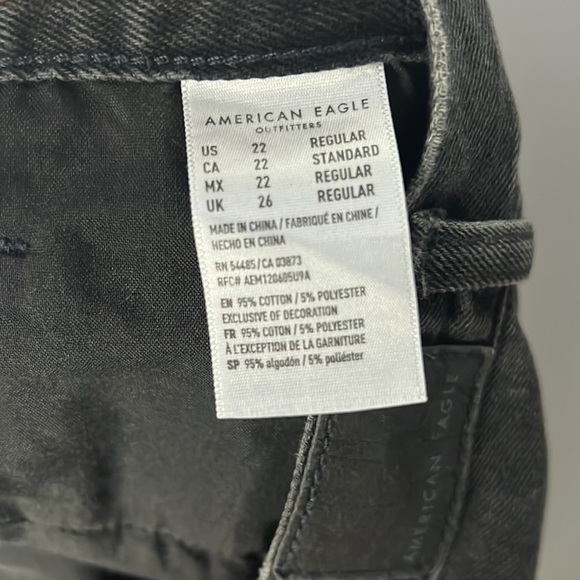 AMERICAN EAGLE
OUTFITTERS
US 22 REGULAR
CA 22 STANDARD
MX 22 REGULAR
UK 26 REGULAR
MADE IN CHINA / FABRIQUÉ EN CHINE /
HECHO EN CHINA
RN 54485/CA 03873
RFC# AEM120605U9A
EN 95% COTTON / 5% POLYESTER
EXCLUSIVE OF DECORATION
FR 95% COTON / 5% POLYESTER
À L'EXCEPTION DE LA GARNITURE
SP 95% algodón / 5% poliéster
AMERICAN EAGLE